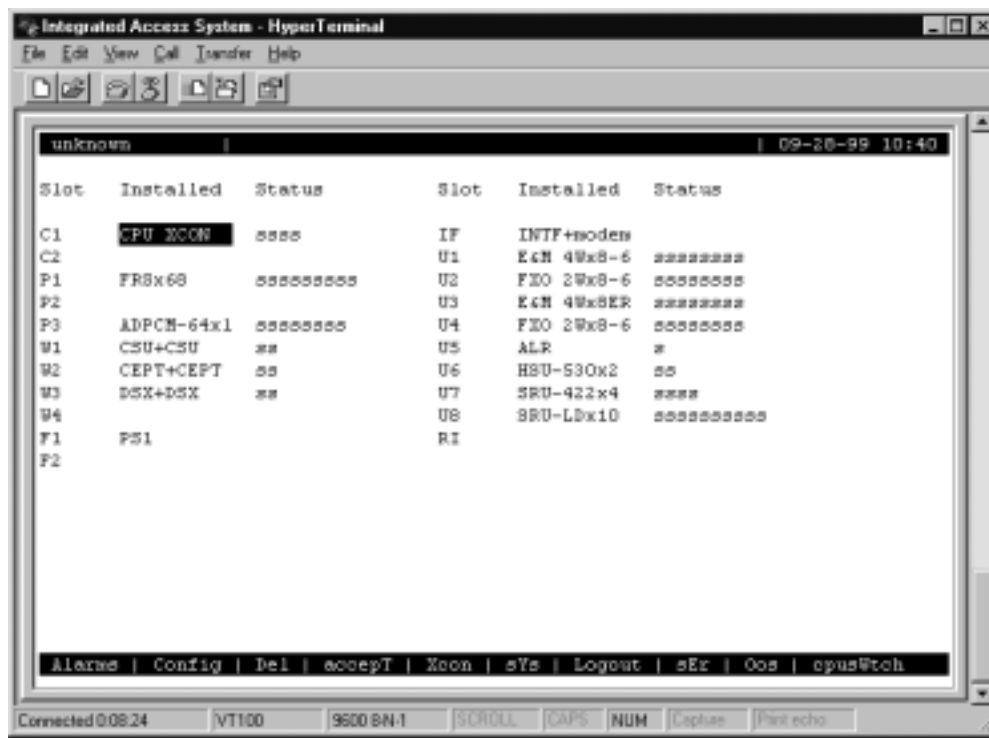 Integrated Access System - HyperTerminal
File Edit View Call Transfer Help
unknown | | 09-28-99 10:40
Slot Installed Status Slot Installed Status
C1 CPU XCON ssss IF INTF+modem
C2 U1 E&M 4Wx8-6 ssssssss
P1 FRSx68 sssssssss U2 FXO 2Wx8-6 ssssssss
P2 U3 E&M 4Wx8ER ssssssss
P3 ADPCM-64x1 ssssssss U4 FXO 2Wx8-6 ssssssss
W1 CSU+CSU ss U5 ALR s
W2 CEPT+CEPT ss U6 HSU-530x2 ss
W3 DSX+DSX ss U7 SRU-422x4 ssss
W4 U8 SRU-LDx10 ssssssssss
F1 PS1 RI
F2
Alarms | Config | Del | accepT | Xcon | sYs | Logout | sEr | Oos | cpusWtch
Connected 0:08:24 VT100 9600 8-N-1 SCROLL CAPS NUM Capture Print echo